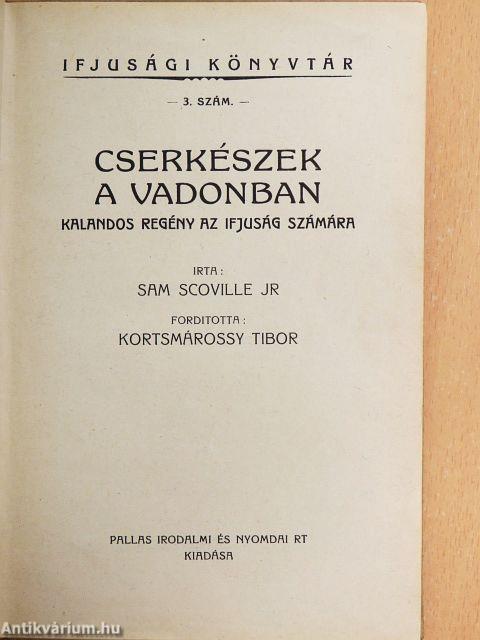 IFJUSÁGI KÖNYVTÁR
— 3. SZÁM. —
CSERKÉSZEK
A VADONBAN
KALANDOS REGÉNY AZ IFJUSÁG SZÁMÁRA
IRTA :
SAM SCOVILLE JR
FORDITOTTA :
KORTSMÁROSSY TIBOR
PALLAS IRODALMI ÉS NYOMDAI RT
KIADÁSA
Antikvárium.hu